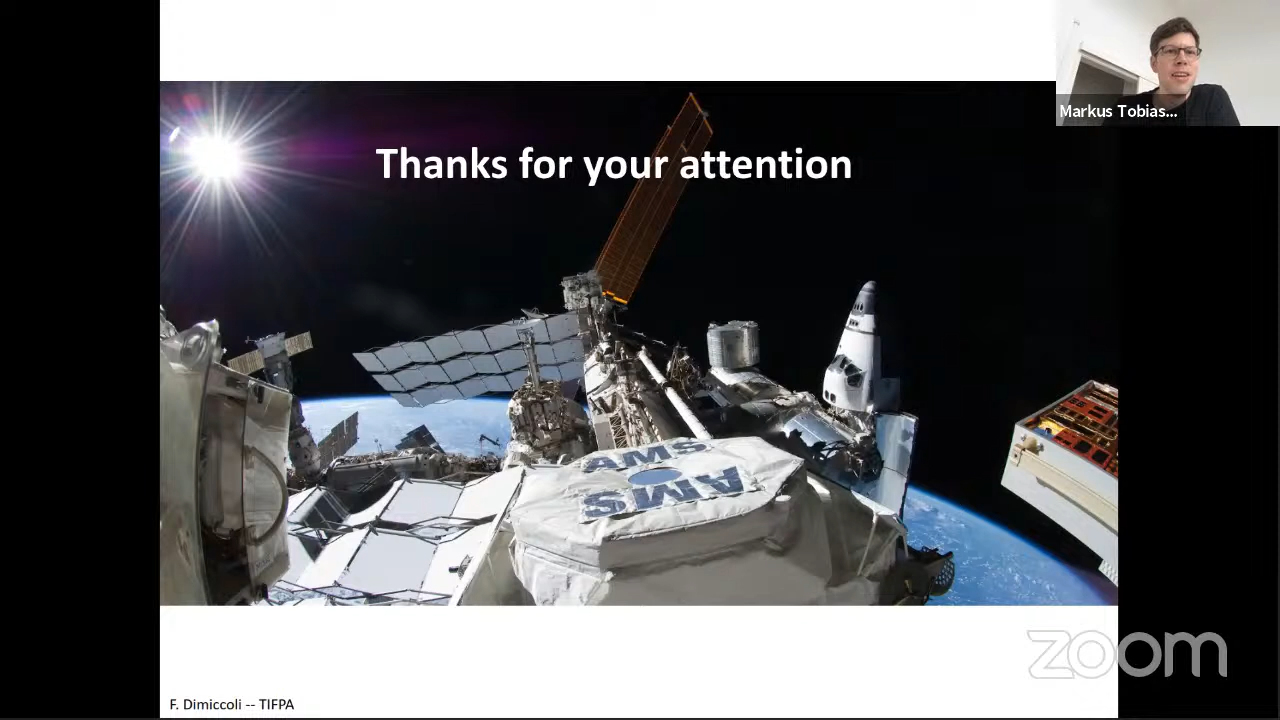 Markus Tobias...
Thanks for your attention
AMS
AMS
zoom
F. Dimiccoli -- TIFPA